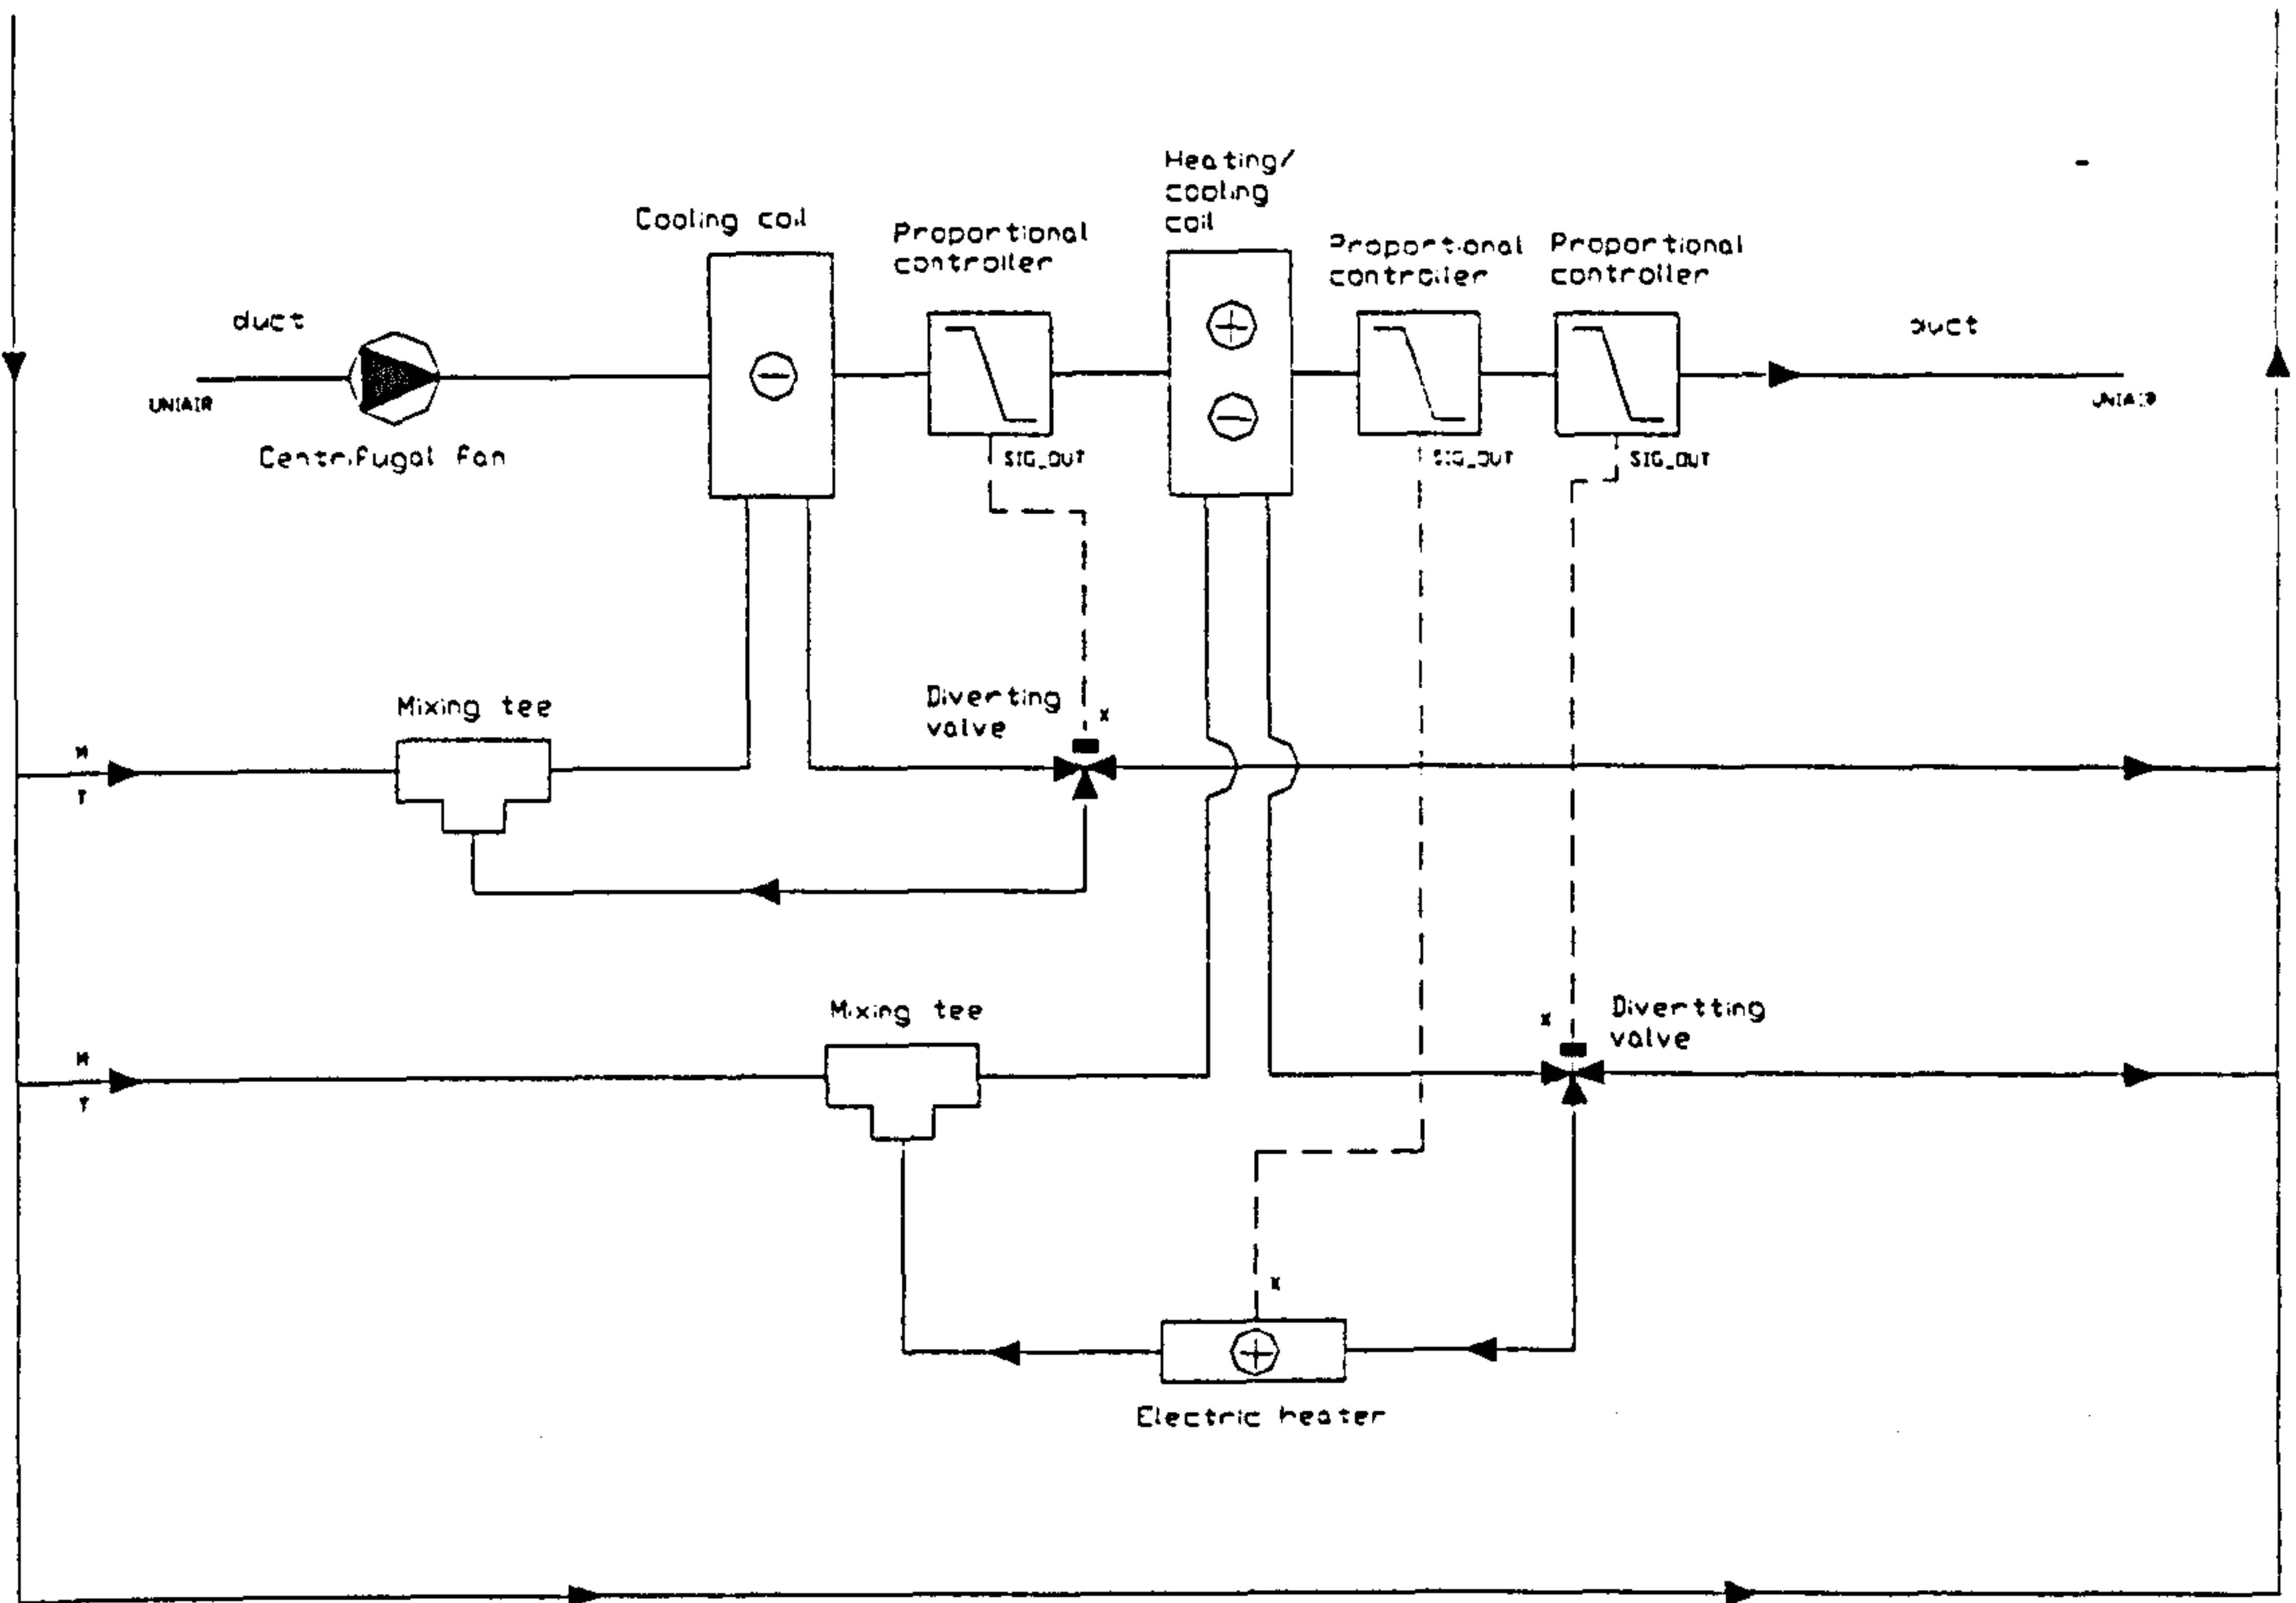 Heating/
cooling
coil
Cooling coil
Proportional
controller
Proportional
controller
Proportional
controller
duct
duct
UNIAIR
UNIAIR
Centrifugal fan
SIG_OUT
SIG_OUT
SIG_OUT
Mixing tee
Diverting
valve
x
M
T
Mixing tee
x
Divertting
valve
M
T
x
Electric heater